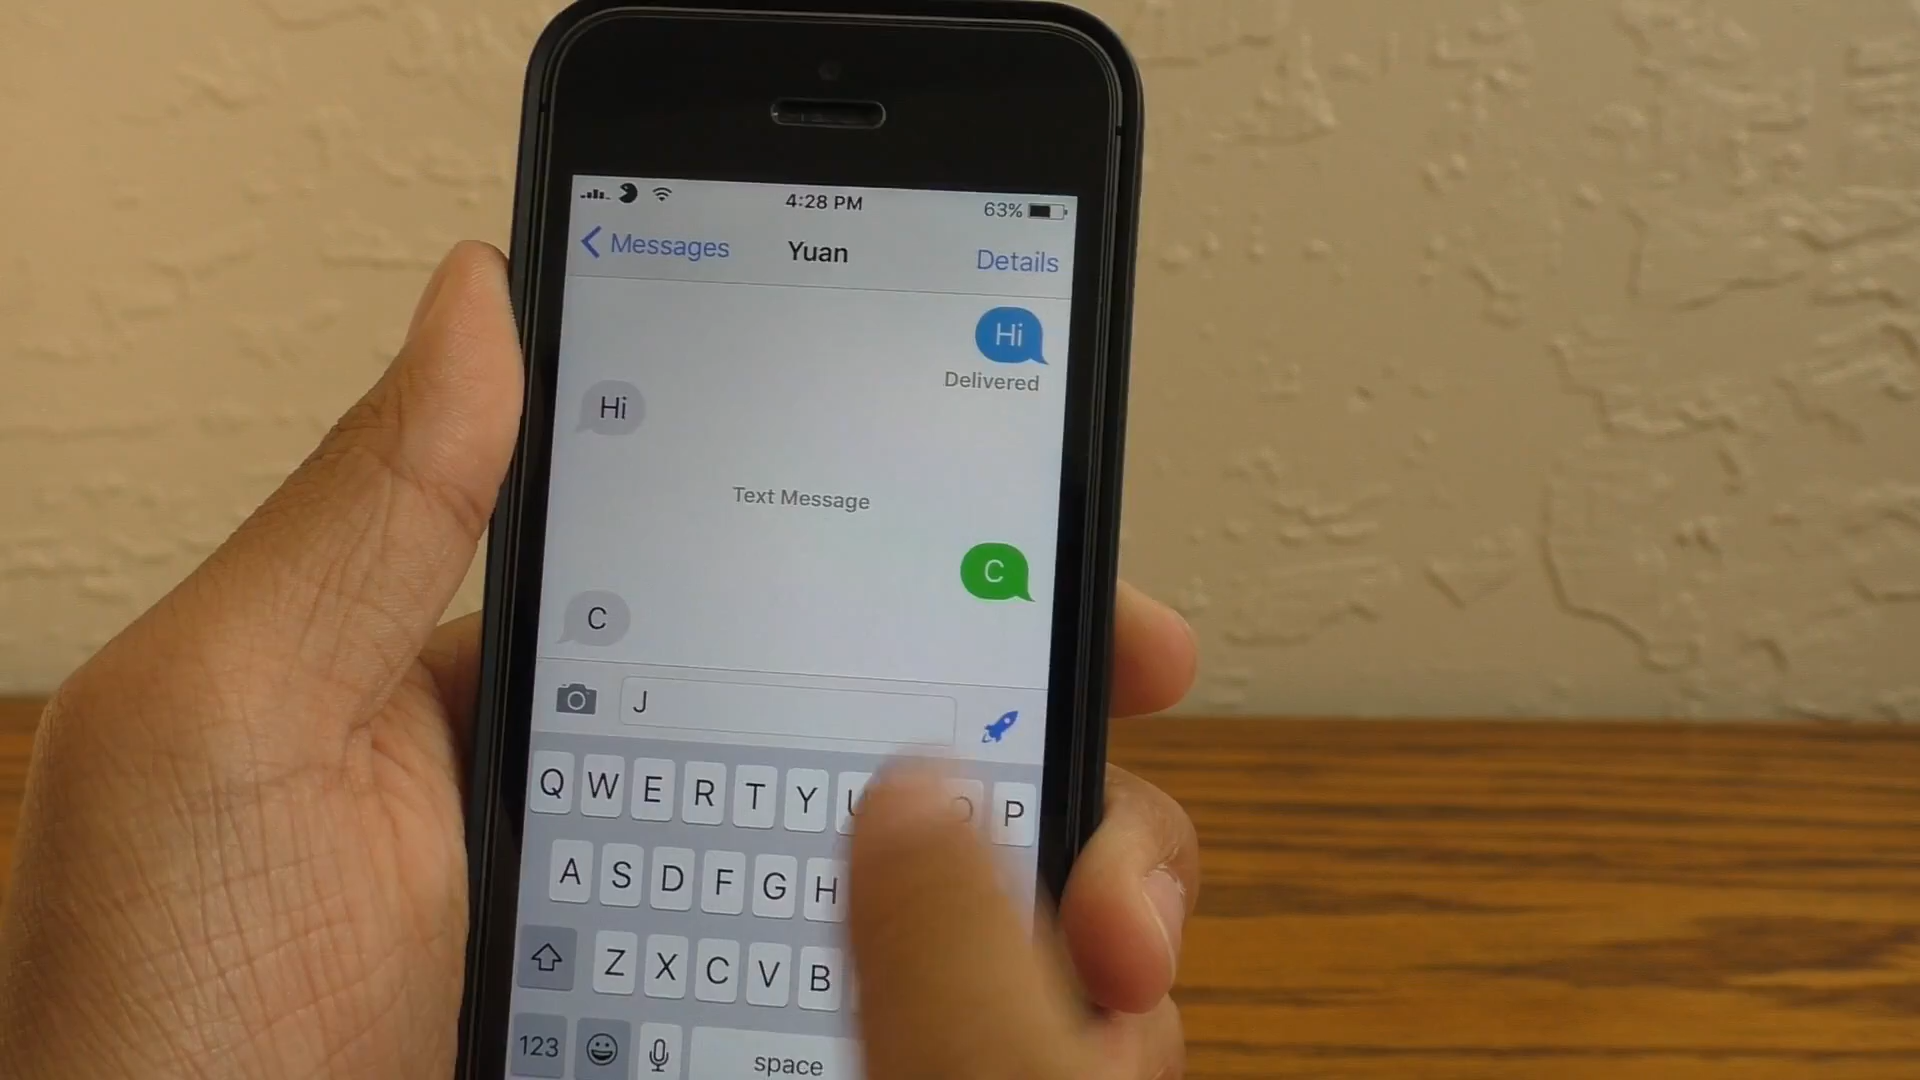 4:28 PM
63%
Messages
Yuan
Details
Hi
Delivered
Hi
Text Message
C
C
J
Q W E R T Y U O P
A S D F G H
Z X C V B
123
space